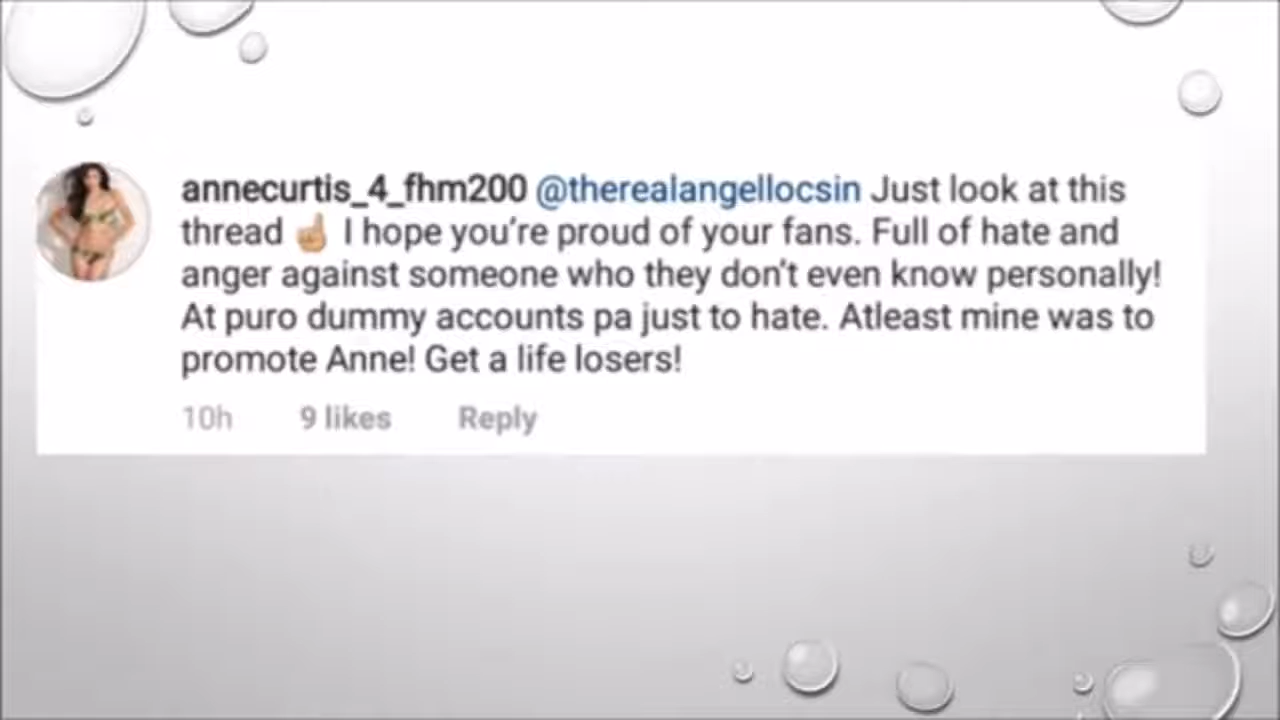 annecurtis_4_fhm200 @therealangellocsin Just look at this
thread ☝🏼 I hope you're proud of your fans. Full of hate and
anger against someone who they don't even know personally!
At puro dummy accounts pa just to hate. Atleast mine was to
promote Anne! Get a life losers!
10h 9 likes Reply